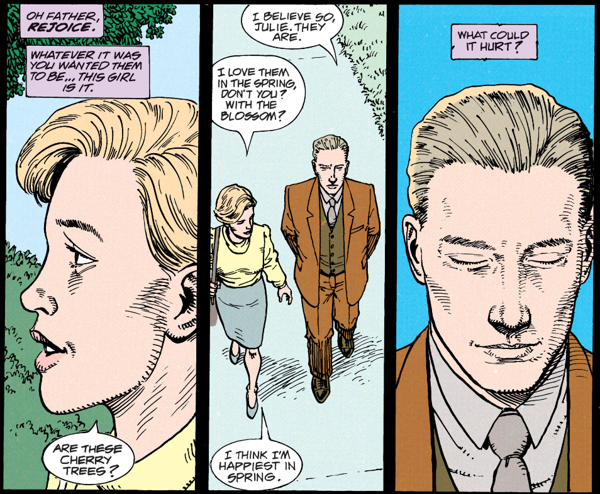 OH FATHER,
REJOICE.
WHATEVER IT WAS
YOU WANTED THEM
TO BE... THIS GIRL
IS IT.
ARE THESE
CHERRY
TREES?
I BELIEVE SO,
JULIE. THEY
ARE.
I LOVE THEM
IN THE SPRING,
DON'T YOU?
WITH THE
BLOSSOM?
I THINK I'M
HAPPIEST IN
SPRING.
WHAT COULD
IT HURT?